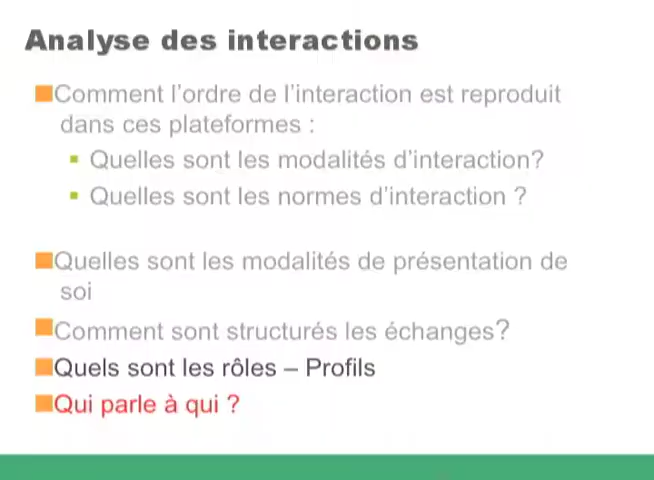 Analyse des interactions
Comment l’ordre de l’interaction est reproduit
dans ces plateformes :
Quelles sont les modalités d’interaction?
Quelles sont les normes d’interaction ?
Quelles sont les modalités de présentation de
soi
Comment sont structurés les échanges?
Quels sont les rôles – Profils
Qui parle à qui ?